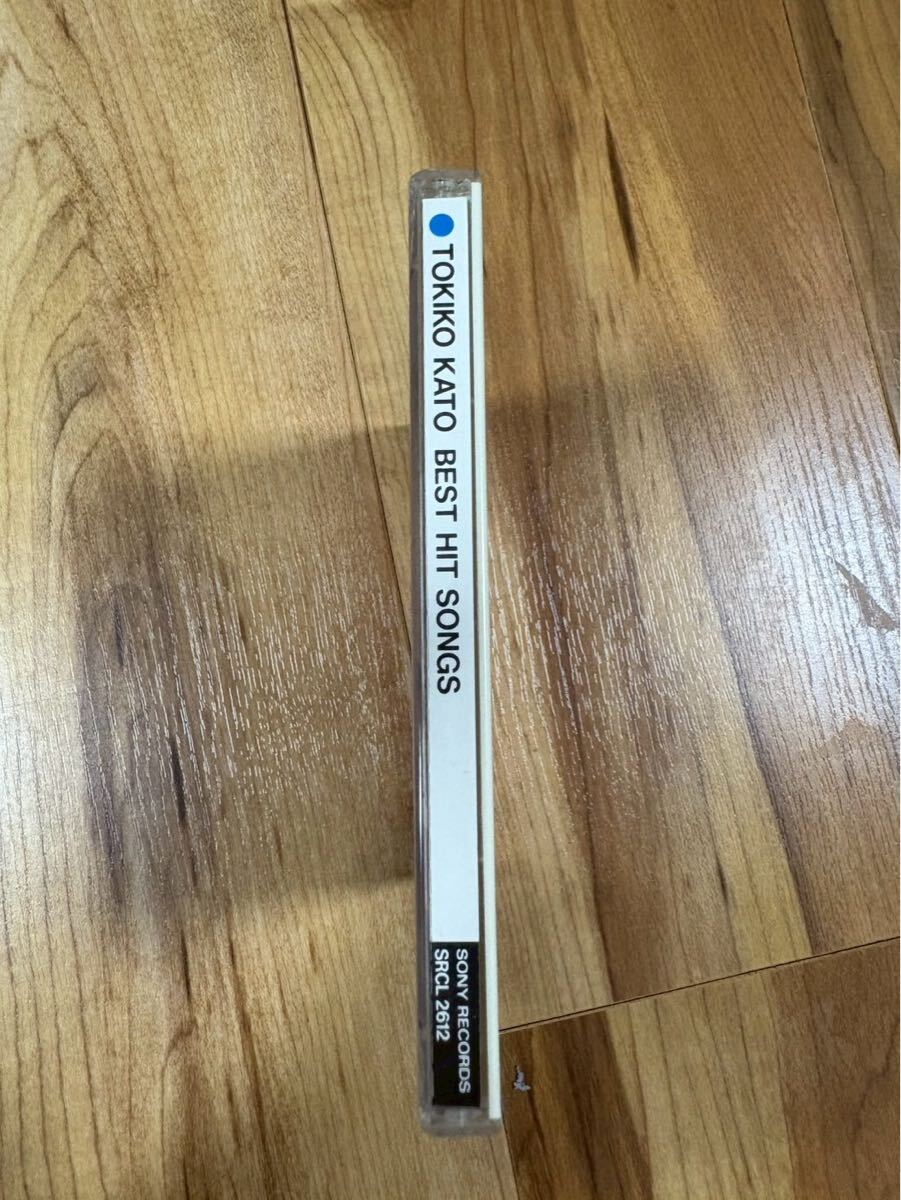 TOKIKO KATO BEST HIT SONGS
SONY RECORDS
SRCL 2612